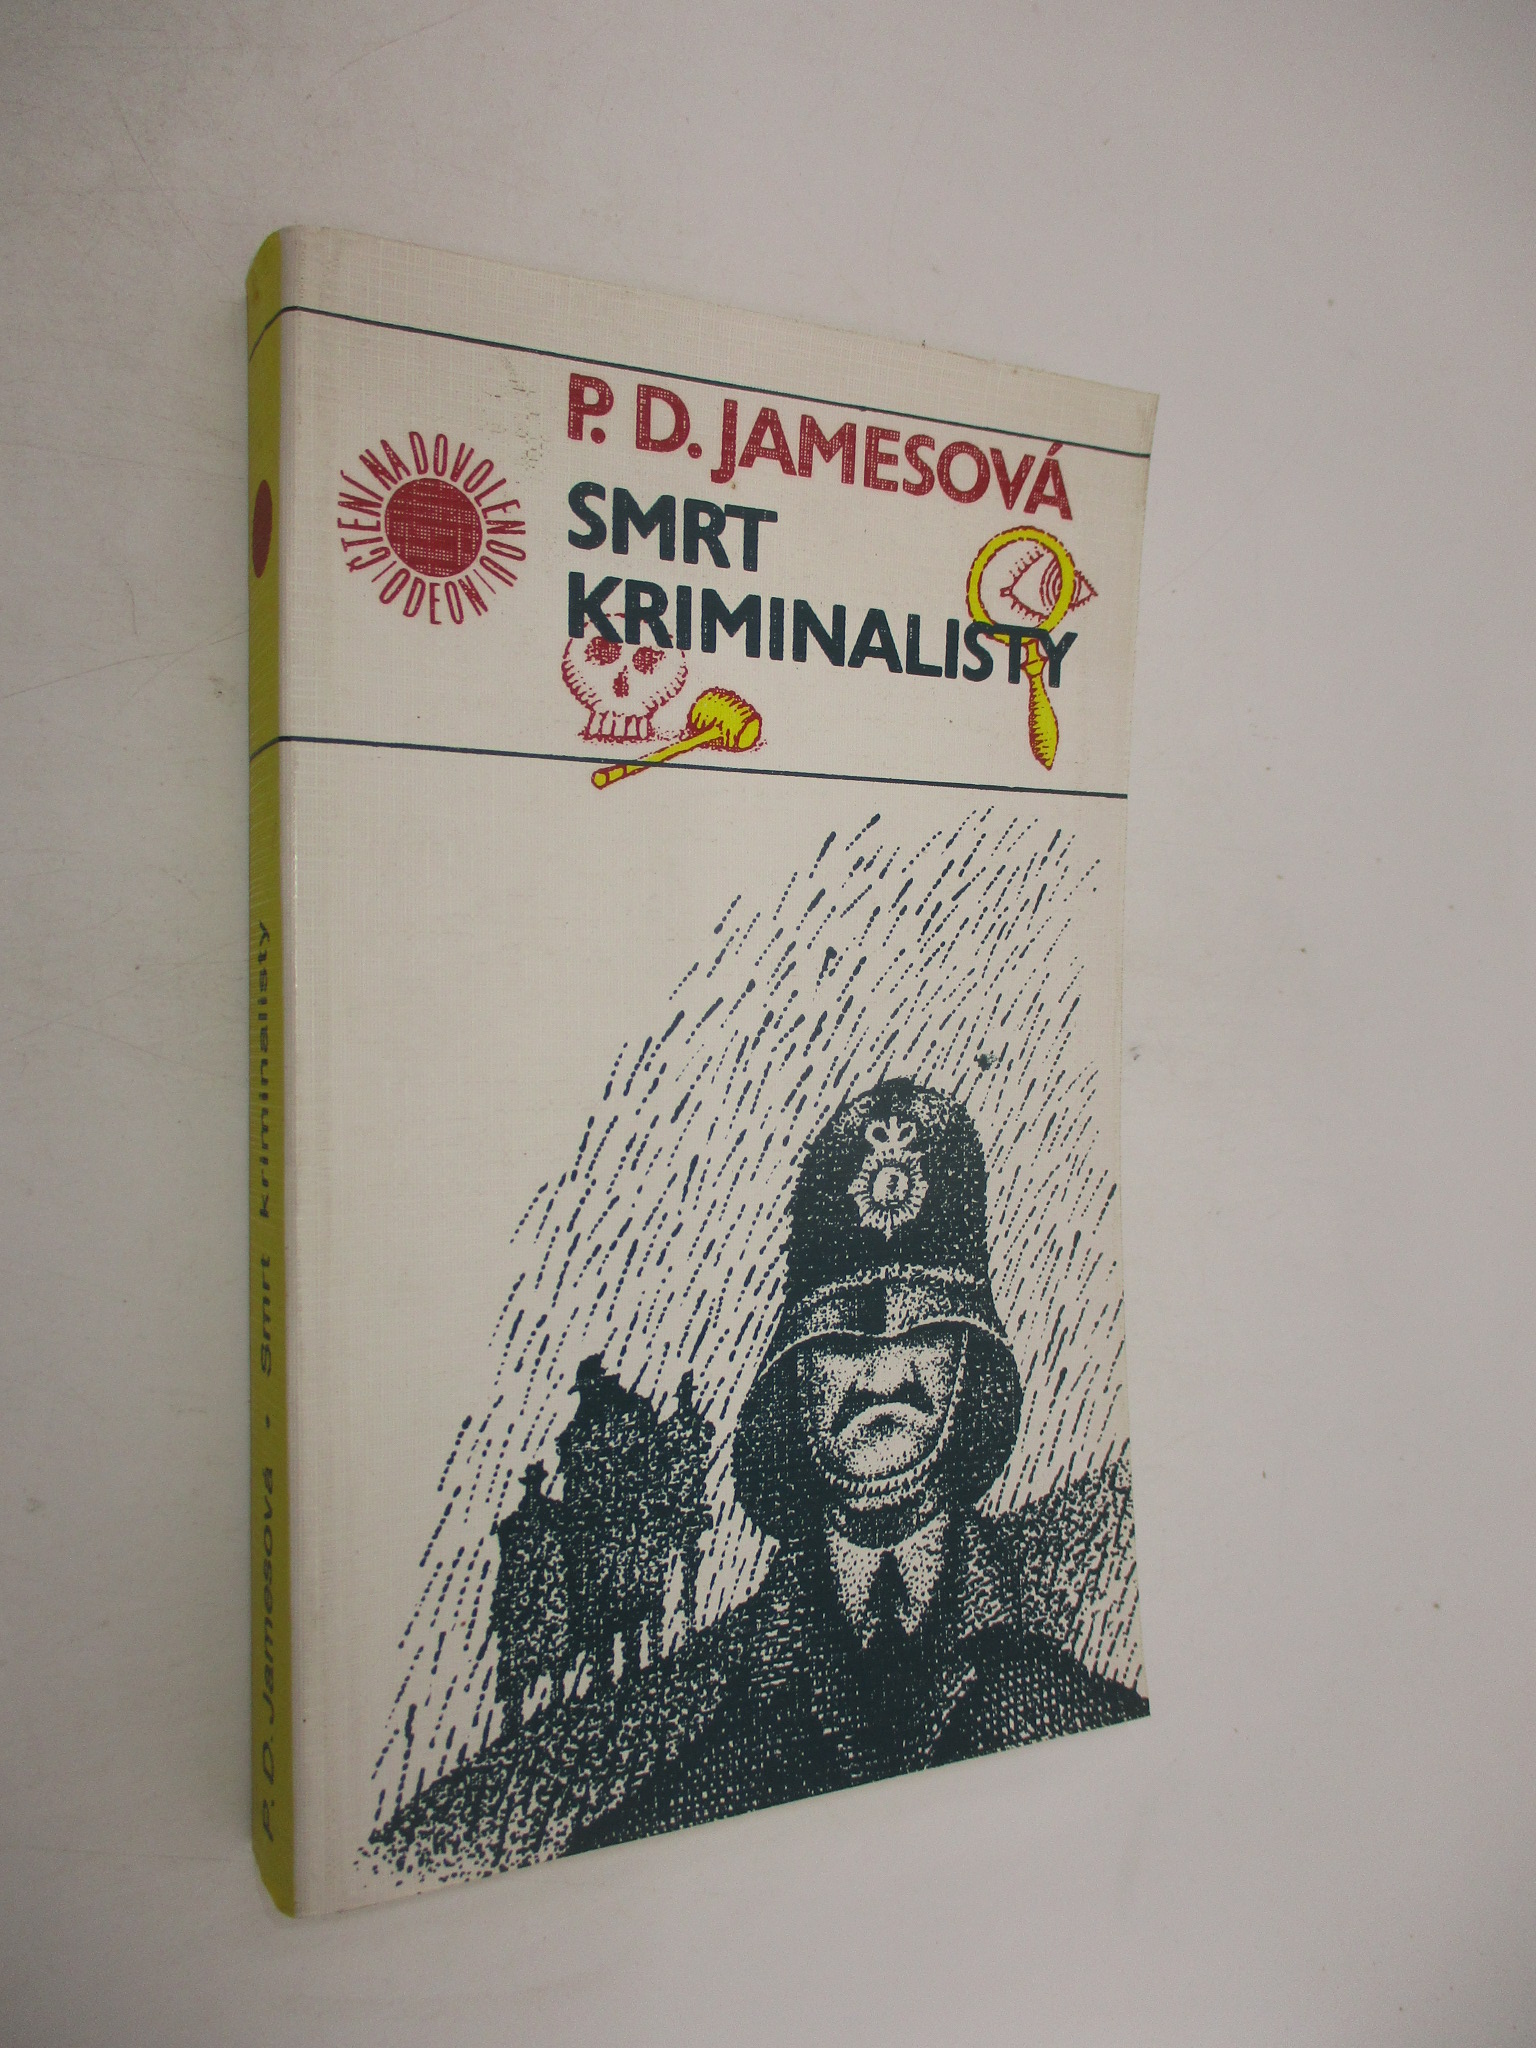 P. D. JAMESOVÁ
SMRT
KRIMINALISTY
ČTENÍ NA DOVOLENOU
ODEON
P. D. Jamesová • Smrt kriminalisty